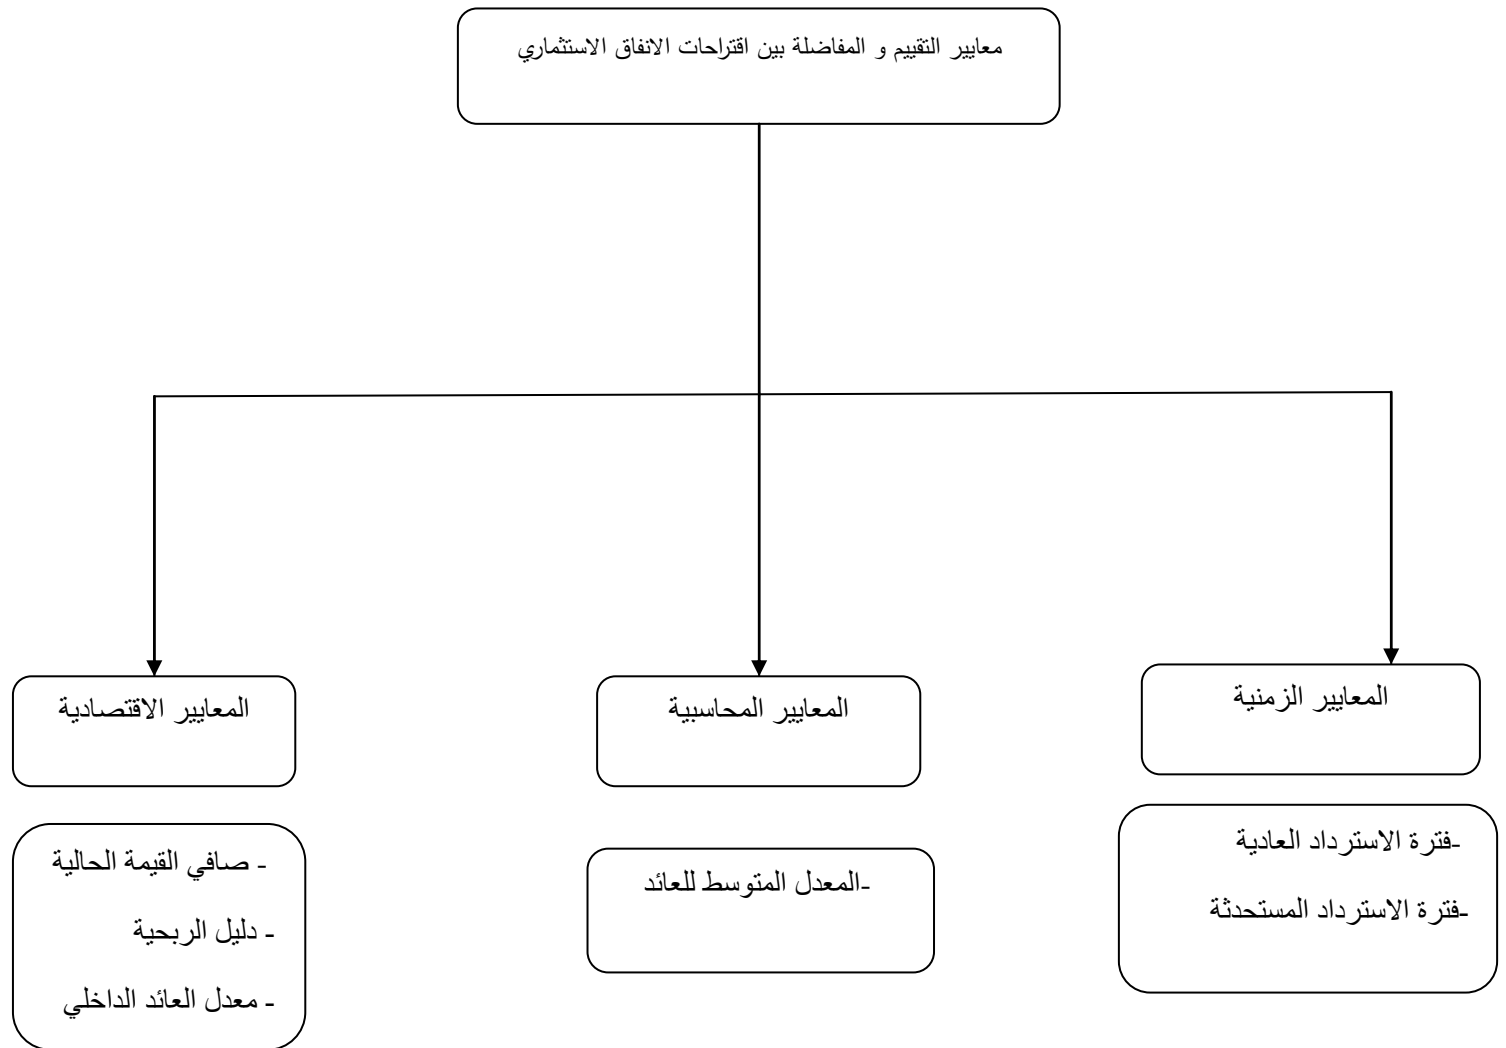 معايير التقييم و المفاضلة بين اقتراحات الانفاق الاستثماري
المعايير الزمنية
-فترة الاسترداد العادية
-فترة الاسترداد المستحدثة
المعايير المحاسبية
-المعدل المتوسط للعائد
المعايير الاقتصادية
- صافي القيمة الحالية
- دليل الربحية
- معدل العائد الداخلي